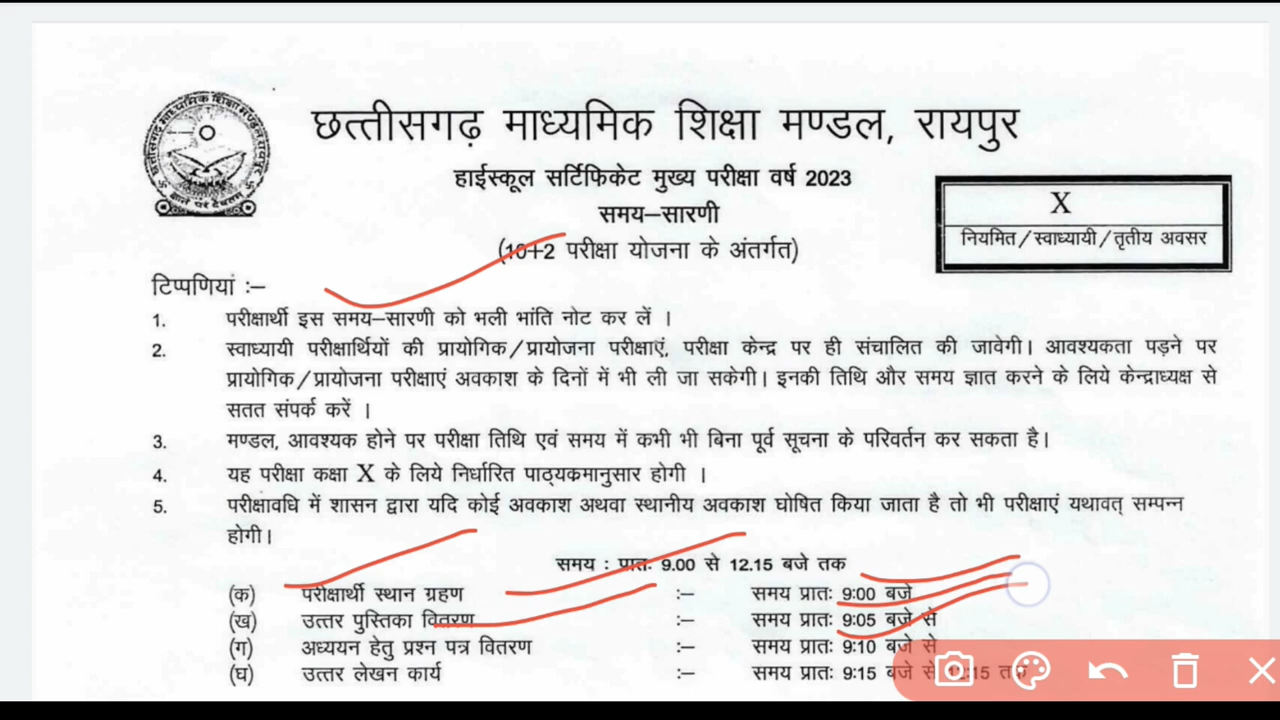 छत्तीसगढ़ माध्यमिक शिक्षा मण्डल, रायपुर
हाईस्कूल सर्टिफिकेट मुख्य परीक्षा वर्ष 2023
समय–सारणी
(10+2 परीक्षा योजना के अंतर्गत)
X
नियमित/स्वाध्यायी/तृतीय अवसर
टिप्पणियां :–
1. परीक्षार्थी इस समय–सारणी को भली भांति नोट कर लें ।
2. स्वाध्यायी परीक्षार्थियों की प्रायोगिक/प्रायोजना परीक्षाएं, परीक्षा केन्द्र पर ही संचालित की जावेगी। आवश्यकता पड़ने पर
प्रायोगिक/प्रायोजना परीक्षाएं अवकाश के दिनों में भी ली जा सकेगी। इनकी तिथि और समय ज्ञात करने के लिये केन्द्राध्यक्ष से
सतत संपर्क करें ।
3. मण्डल, आवश्यक होने पर परीक्षा तिथि एवं समय में कभी भी बिना पूर्व सूचना के परिवर्तन कर सकता है।
4. यह परीक्षा कक्षा X के लिये निर्धारित पाठ्यकमानुसार होगी ।
5. परीक्षावधि में शासन द्वारा यदि कोई अवकाश अथवा स्थानीय अवकाश घोषित किया जाता है तो भी परीक्षाएं यथावत् सम्पन्न
होगी।
समय : प्रातः 9.00 से 12.15 बजे तक
(क) परीक्षार्थी स्थान ग्रहण :– समय प्रातः 9:00 बजे
(ख) उत्तर पुस्तिका वितरण :– समय प्रातः 9:05 बजे से
(ग) अध्ययन हेतु प्रश्न पत्र वितरण :– समय प्रातः 9:10 बजे से
(घ) उत्तर लेखन कार्य :– समय प्रातः 9:15 बजे से 12:15 तक